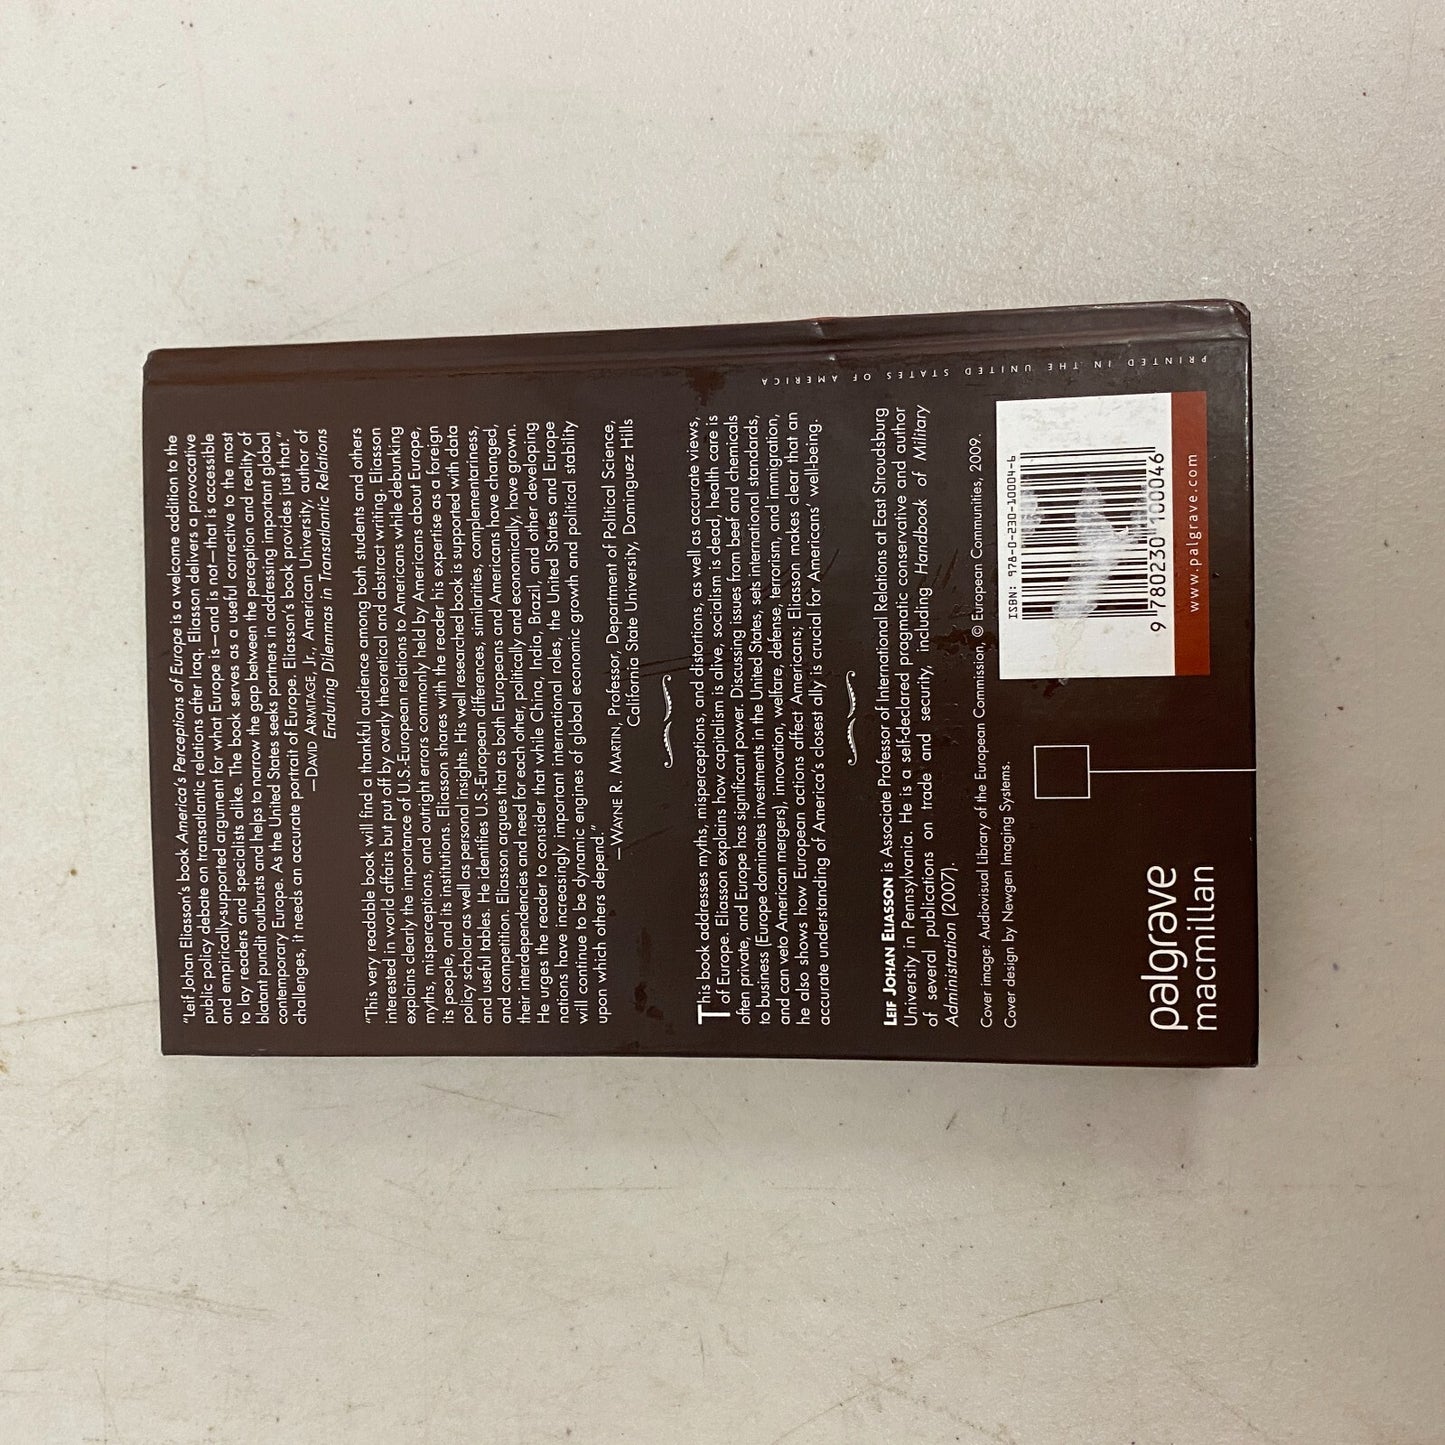 "Leif Johan Eliasson's book America's Perceptions of Europe is a welcome addition to the
public policy debate on transatlantic relations after Iraq. Eliasson delivers a provocative
and empirically-supported argument for what Europe is—and is not—that is accessible
to lay readers and specialists alike. The book serves as a useful corrective to the most
blatant pundit outbursts and helps to narrow the gap between the perception and reality of
contemporary Europe. As the United States seeks partners in addressing important global
challenges, it needs an accurate portrait of Europe. Eliasson's book provides just that."
—DAVID ARMITAGE, Jr., American University, author of
Enduring Dilemmas in Transatlantic Relations
"This very readable book will find a thankful audience among both students and others
interested in world affairs but put off by overly theoretical and abstract writing. Eliasson
explains clearly the importance of U.S.-European relations to Americans while debunking
myths, misperceptions, and outright errors commonly held by Americans about Europe,
its people, and its institutions. Eliasson shares with the reader his expertise as a foreign
policy scholar as well as personal insights. His well researched book is supported with data
and useful tables. He identifies U.S.-European differences, similarities, complementariness,
and competition. Eliasson argues that as both Europeans and Americans have changed,
their interdependencies and need for each other, politically and economically, have grown.
He urges the reader to consider that while China, India, Brazil, and other developing
nations have increasingly important international roles, the United States and Europe
will continue to be dynamic engines of global economic growth and political stability
upon which others depend."
—WAYNE R. MARTIN, Professor, Department of Political Science,
California State University, Dominguez Hills
This book addresses myths, misperceptions, and distortions, as well as accurate views,
of Europe. Eliasson explains how capitalism is alive, socialism is dead, health care is
often private, and Europe has significant power. Discussing issues from beef and chemicals
to business (Europe dominates investments in the United States, sets international standards,
and can veto American mergers), innovation, welfare, defense, terrorism, and immigration,
he also shows how European actions affect Americans; Eliasson makes clear that an
accurate understanding of America's closest ally is crucial for Americans' well-being.
LEIF JOHAN ELIASSON is Associate Professor of International Relations at East Stroudsburg
University in Pennsylvania. He is a self-declared pragmatic conservative and author
of several publications on trade and security, including Handbook of Military
Administration (2007).
Cover image: Audiovisual Library of the European Commission, © European Communities, 2009.
Cover design by Newgen Imaging Systems.
PRINTED IN THE UNITED STATES OF AMERICA
palgrave
macmillan
ISBN: 978-0-230-10004-6
9 780230 100046
www.palgrave.com